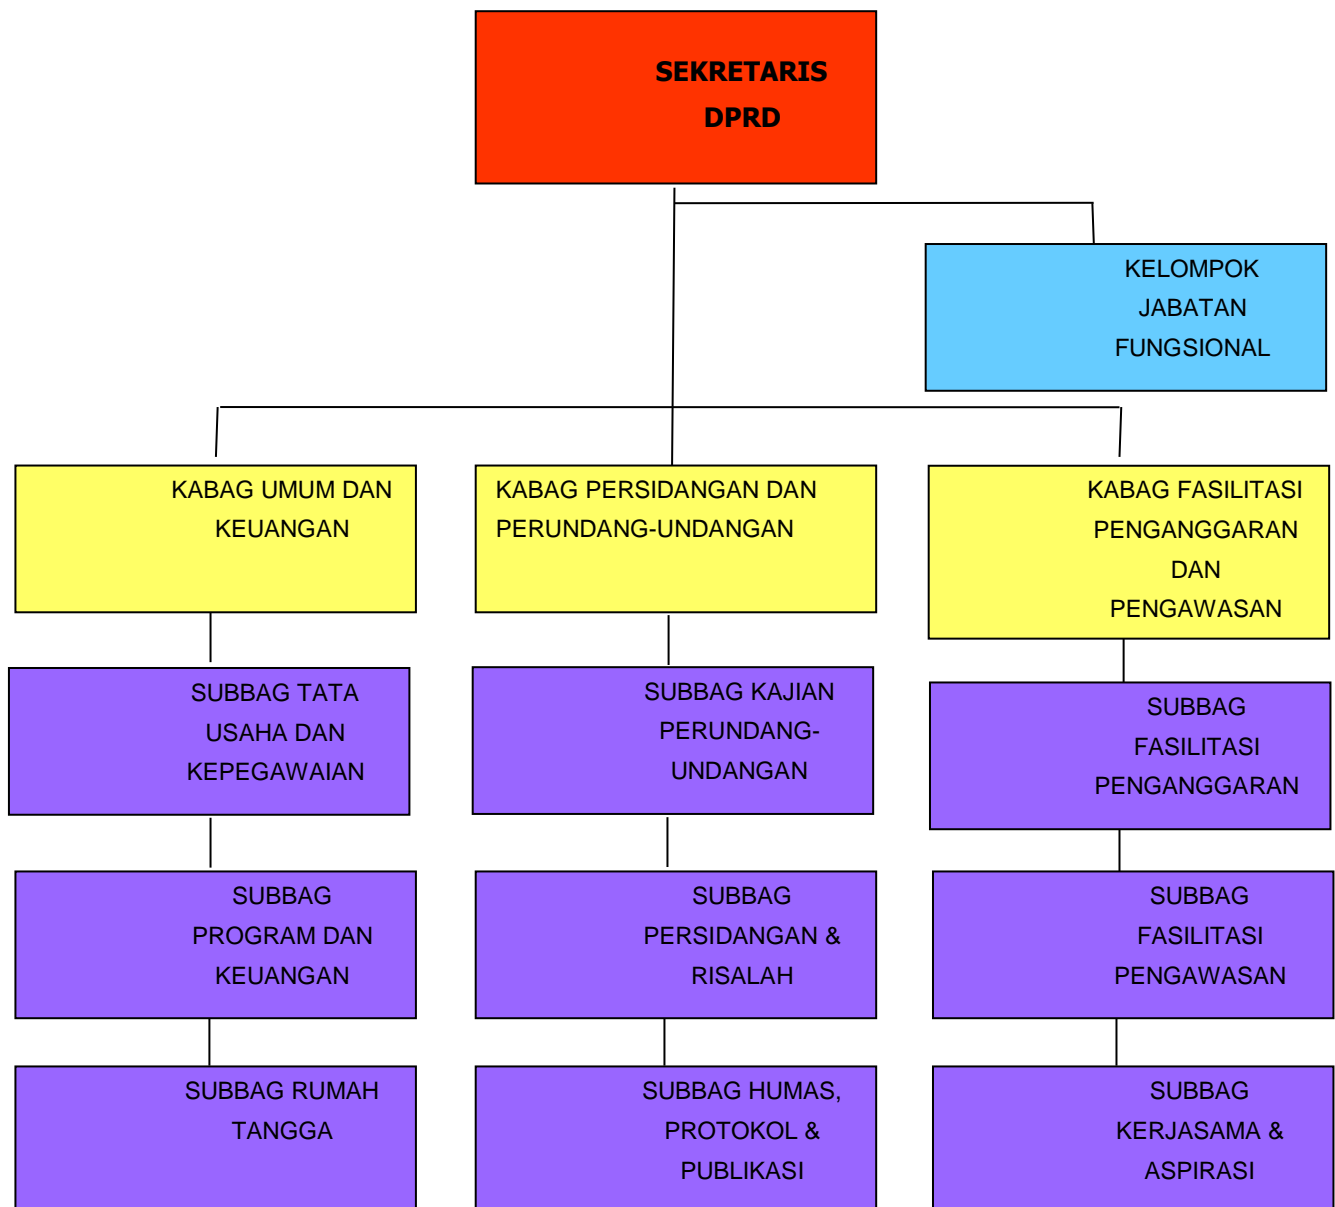 SEKRETARIS
DPRD
KELOMPOK
JABATAN
FUNGSIONAL
KABAG UMUM DAN
KEUANGAN
KABAG PERSIDANGAN DAN
PERUNDANG-UNDANGAN
KABAG FASILITASI
PENGANGGARAN
DAN
PENGAWASAN
SUBBAG TATA
USAHA DAN
KEPEGAWAIAN
SUBBAG KAJIAN
PERUNDANG-
UNDANGAN
SUBBAG
FASILITASI
PENGANGGARAN
SUBBAG
PROGRAM DAN
KEUANGAN
SUBBAG
PERSIDANGAN &
RISALAH
SUBBAG
FASILITASI
PENGAWASAN
SUBBAG RUMAH
TANGGA
SUBBAG HUMAS,
PROTOKOL &
PUBLIKASI
SUBBAG
KERJASAMA &
ASPIRASI